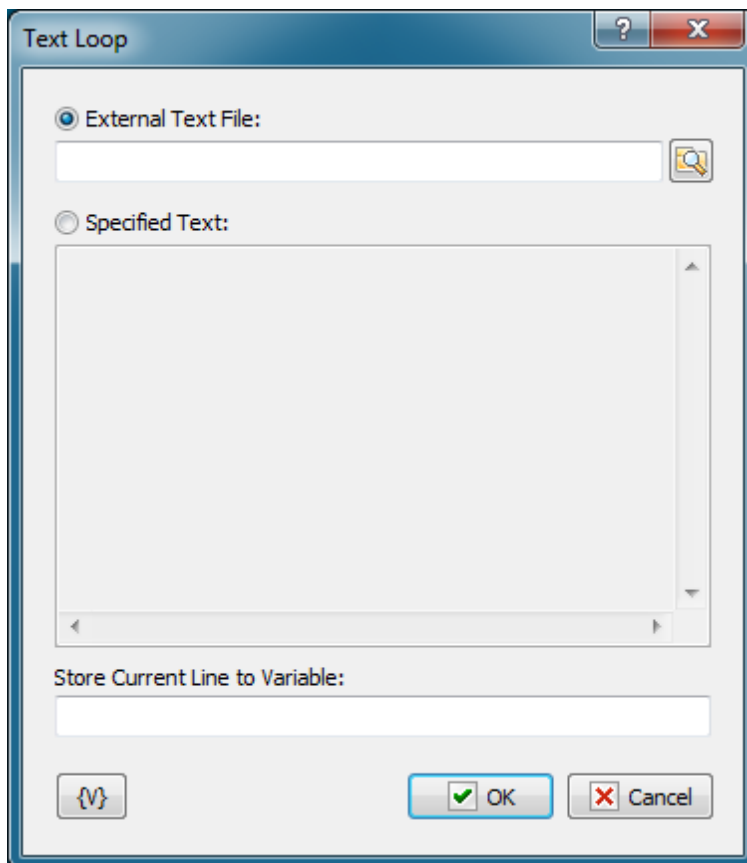 Text Loop
?
External Text File:
Specified Text:
Store Current Line to Variable:
{V} OK Cancel